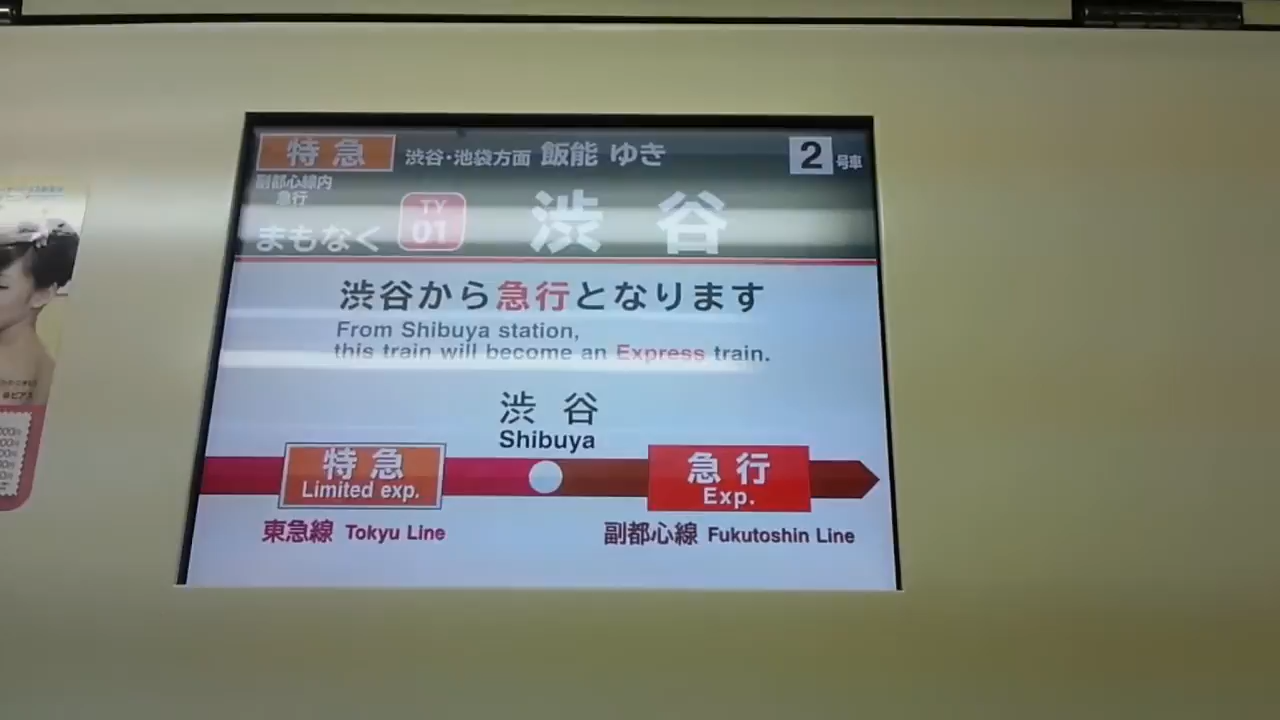 特急 渋谷・池袋方面 飯能 ゆき 2 号車
副都心線内
急行
まもなく TY 01 渋谷
渋谷から急行となります
From Shibuya station,
this train will become an Express train.
渋谷
Shibuya
特急 急行
Limited exp. Exp.
東急線 Tokyu Line 副都心線 Fukutoshin Line